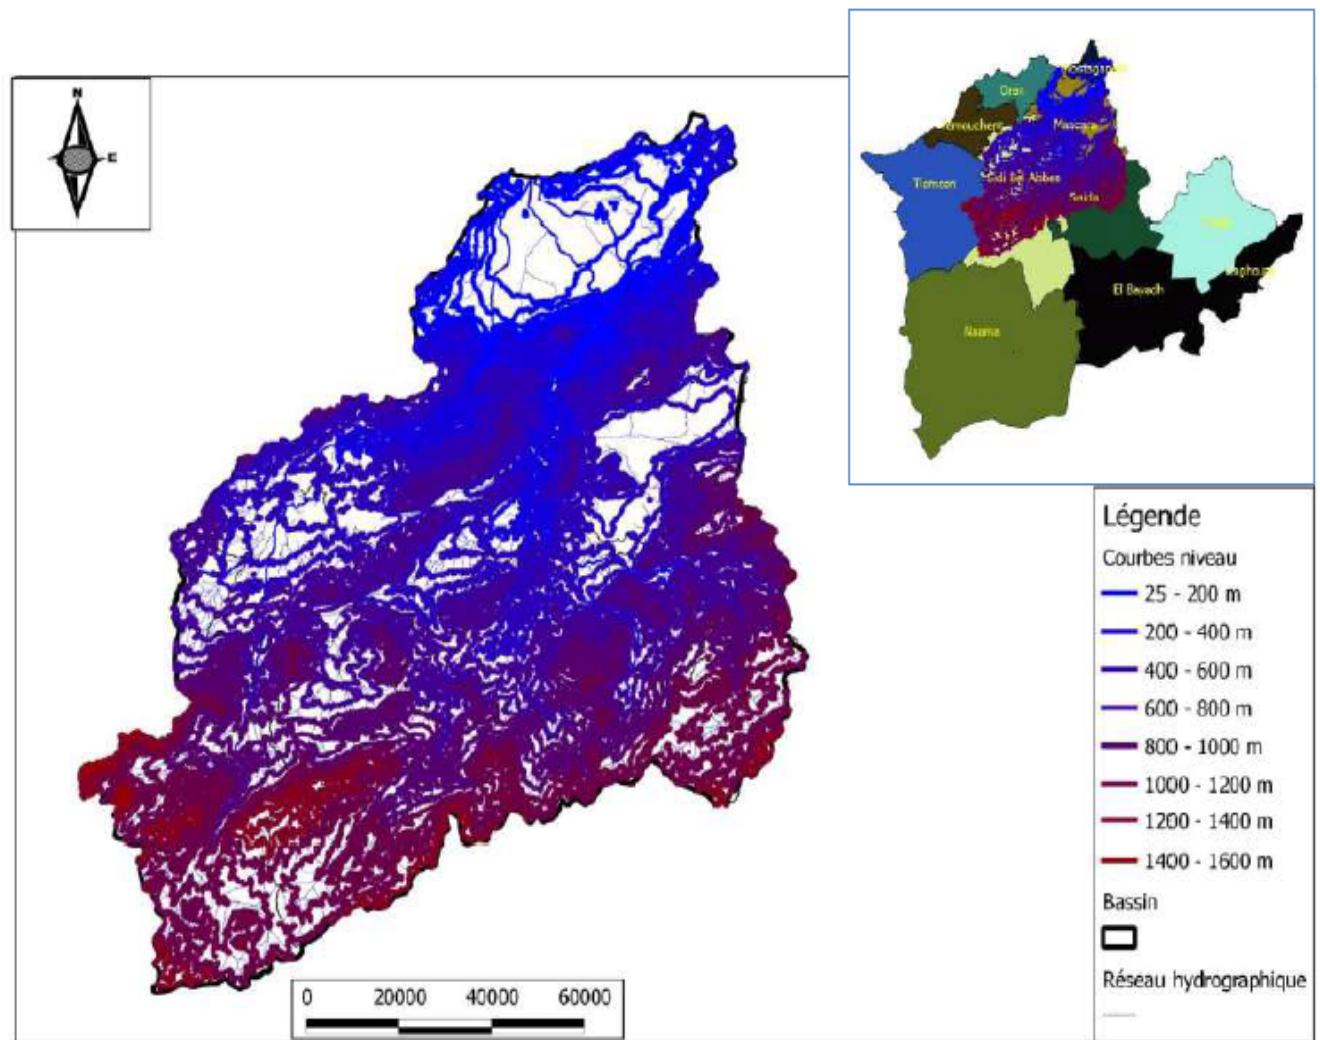 N
E
Oran
Mascara
Tlemcen
Sidi Bel Abbes
Saida
El Bayadh
Naama
Légende
Courbes niveau
25 - 200 m
200 - 400 m
400 - 600 m
600 - 800 m
800 - 1000 m
1000 - 1200 m
1200 - 1400 m
1400 - 1600 m
Bassin
Réseau hydrographique
0 20000 40000 60000